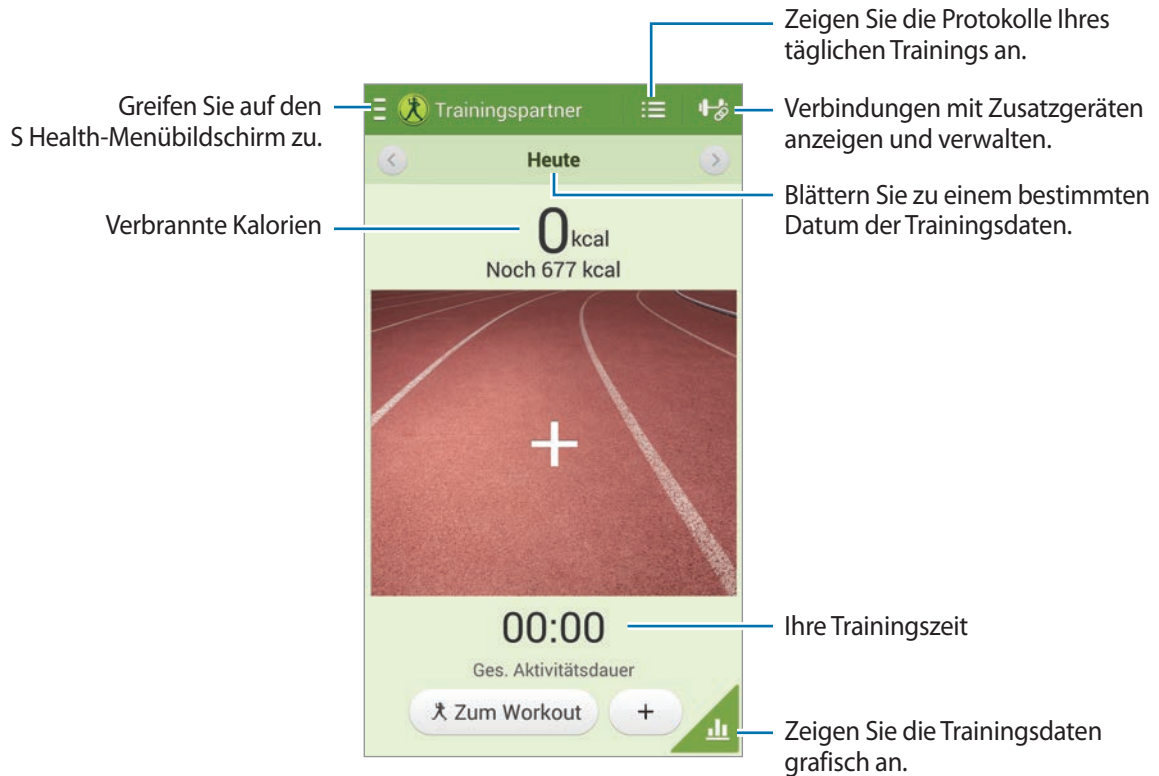 Zeigen Sie die Protokolle Ihres
täglichen Trainings an.
Greifen Sie auf den
S Health-Menübildschirm zu.
Trainingspartner
Verbindungen mit Zusatzgeräten
anzeigen und verwalten.
Heute
Blättern Sie zu einem bestimmten
Datum der Trainingsdaten.
Verbrannte Kalorien
0 kcal
Noch 677 kcal
00:00
Ihre Trainingszeit
Ges. Aktivitätsdauer
Zum Workout
+
Zeigen Sie die Trainingsdaten
grafisch an.